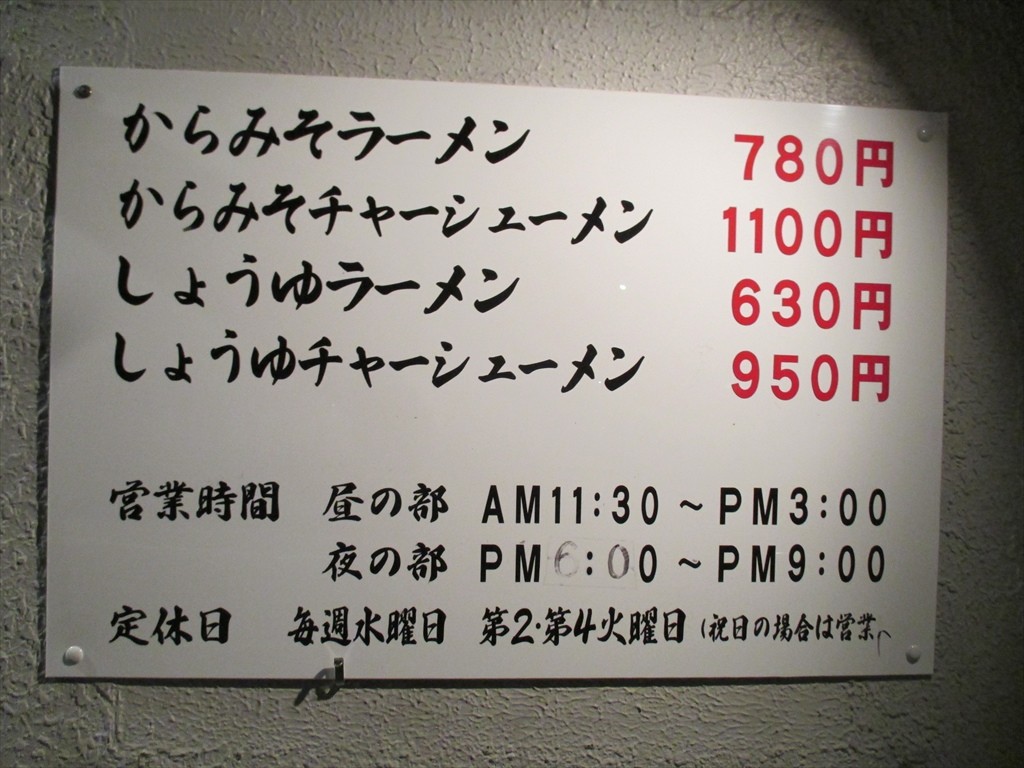 からみそラーメン 780円
からみそチャーシューメン 1100円
しょうゆラーメン 630円
しょうゆチャーシューメン 950円
営業時間 昼の部 AM11:30～PM3:00
夜の部 PM6:00～PM9:00
定休日 毎週水曜日 第2・第4火曜日(祝日の場合は営業)